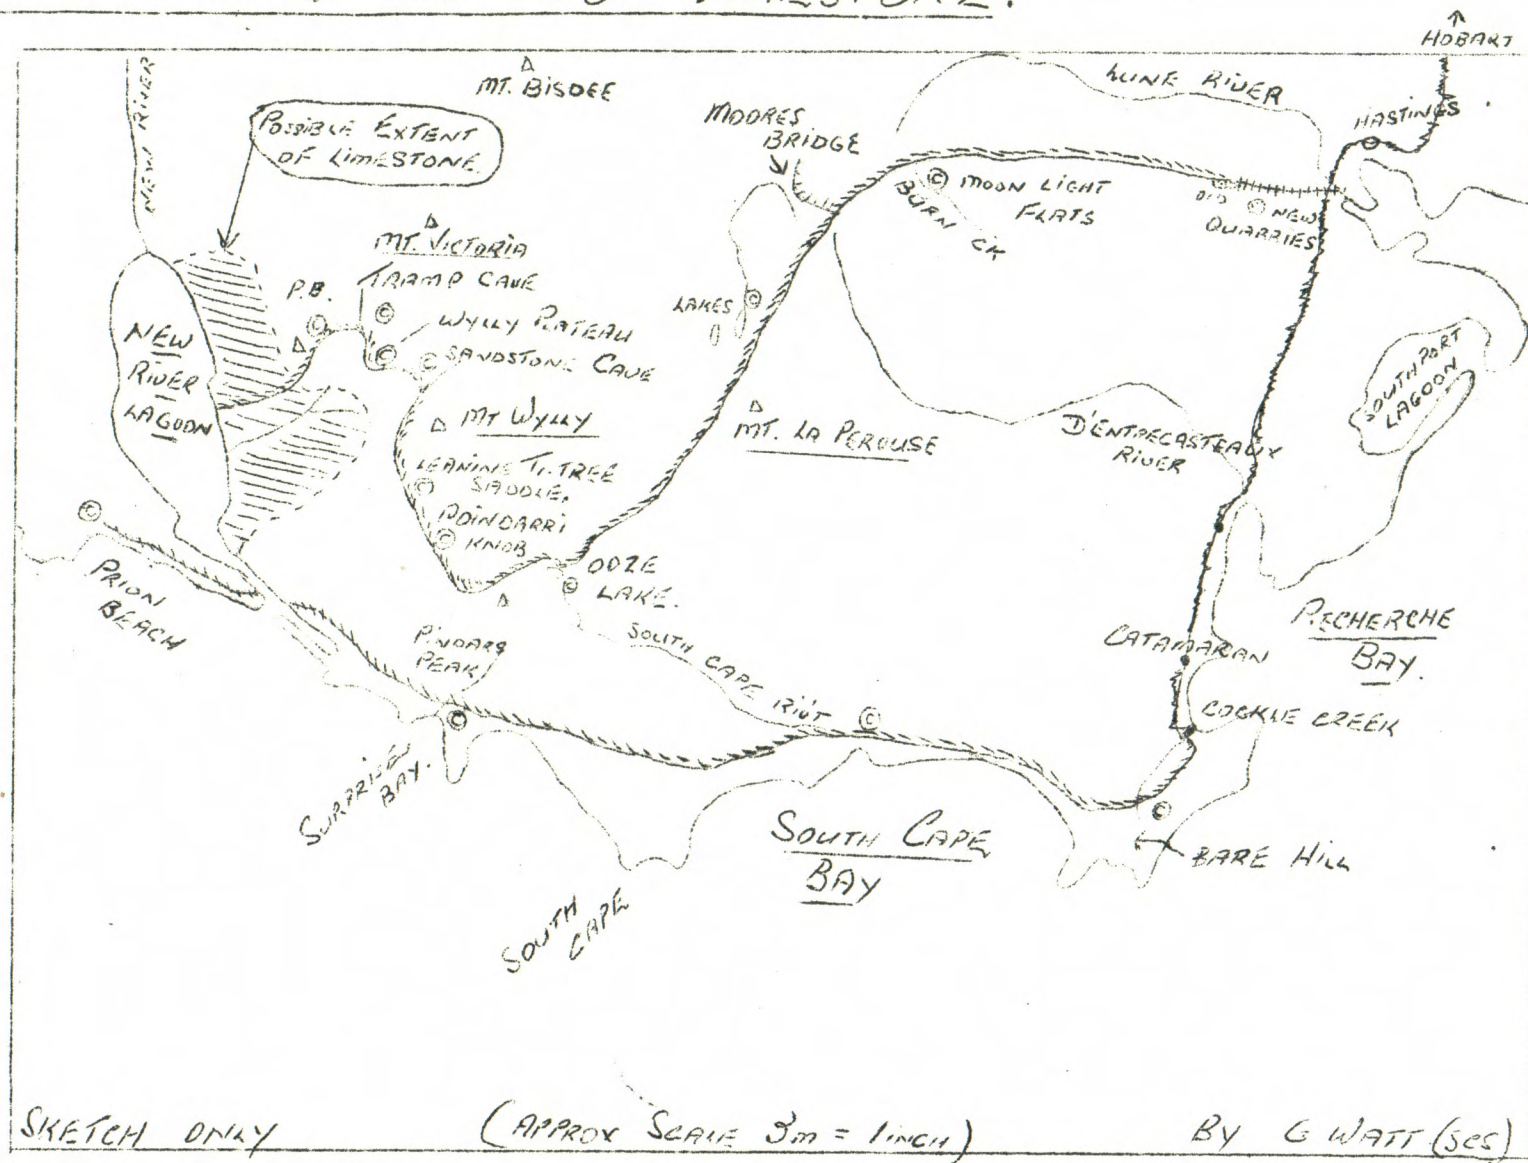 ↑
HOBART
NEW RIVER
MT. BISDEE
LUNE RIVER
POSSIBLE EXTENT
OF LIMESTONE
MOORES
BRIDGE
HASTINGS
© MOON LIGHT
FLATS
BURN CK
OLD
© NEW
QUARRIES
MT. VICTORIA
TRAMP CAVE
P.B.
©
©
WYLLY PLATEAU
©
© SANDSTONE CAVE
LAKES ©
NEW
RIVER
LAGOON
SOUTHPORT
LAGOON
MT WYLLY
MT. LA PEROUSE
D'ENTRECASTEAUX
RIVER
LEANING TI-TREE
© SADDLE.
POINDARRI
© KNOB
©
OOZE
© LAKE.
PRION
BEACH
PINDARS
PEAK
SOUTH CAPE RIVT
©
RECHERCHE
BAY.
CATAMARAN
COCKLE CREEK
©
SURPRISE
BAY.
©
SOUTH CAPE
BAY
BARE HILL
SOUTH
CAPE
SKETCH ONLY
(APPROX SCALE 3m = 1 INCH)
BY G WATT (SCS)